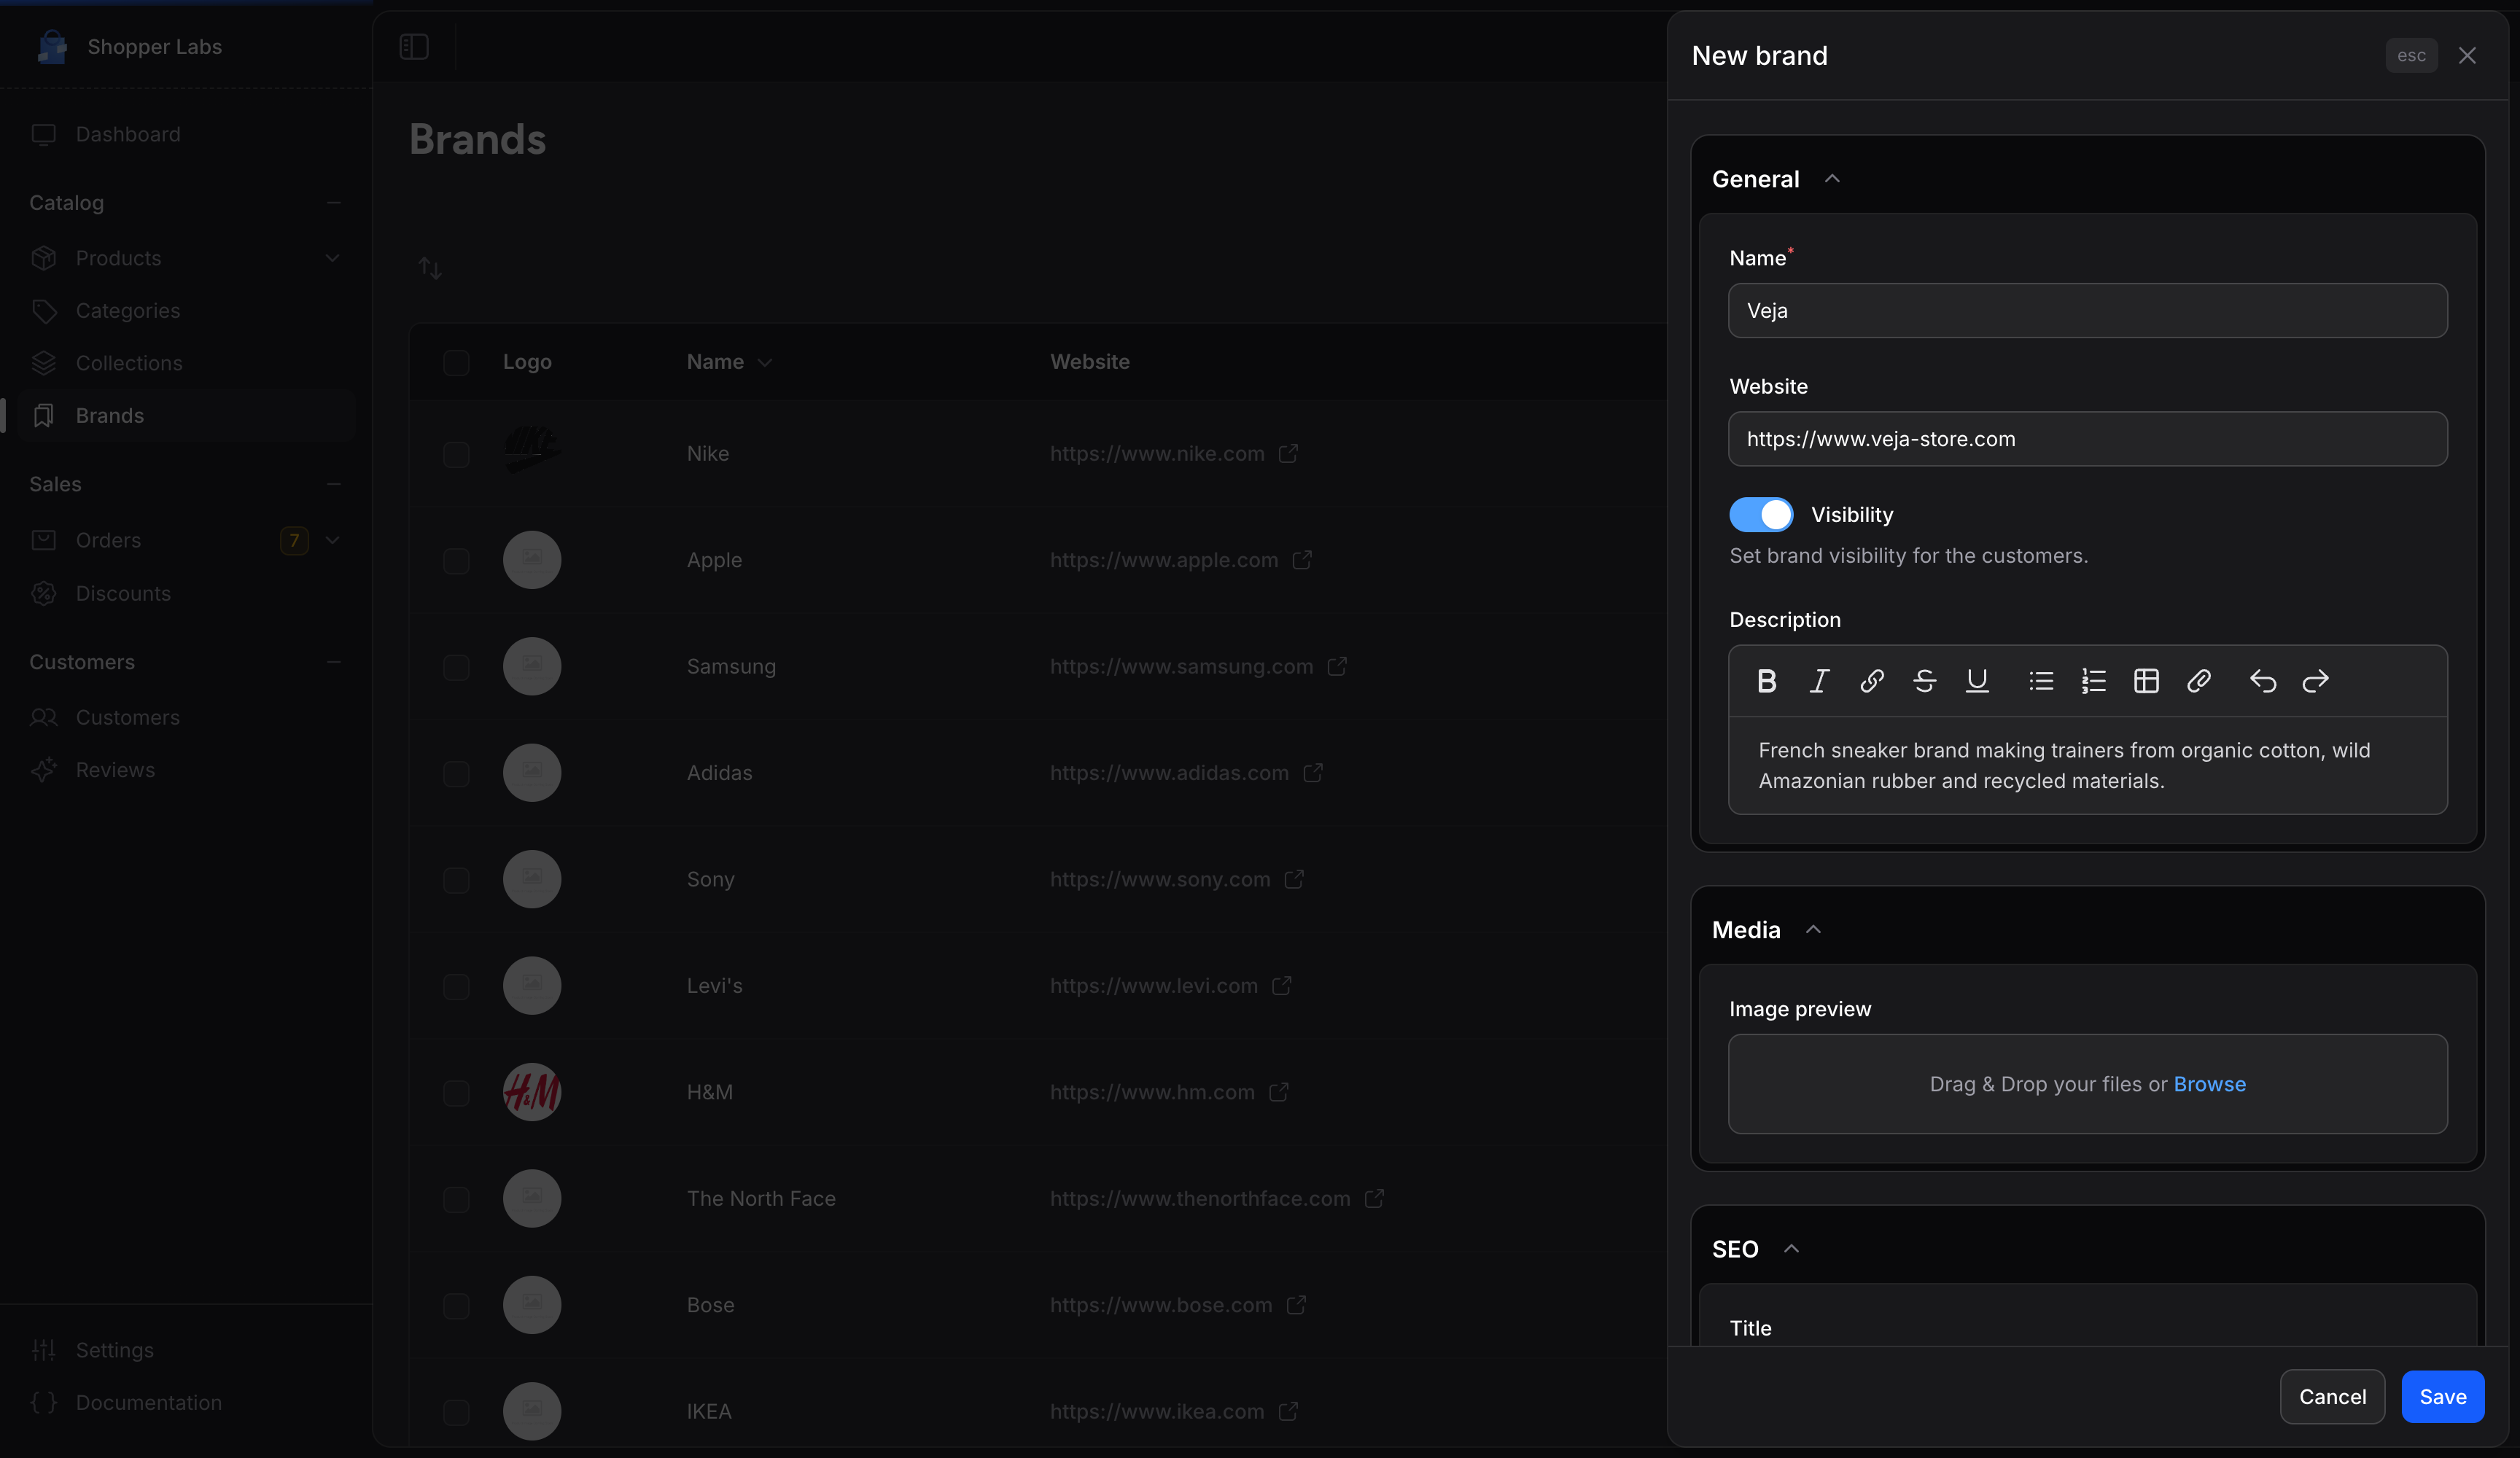 Shopper Labs
Dashboard
Catalog
Products
Categories
Collections
Brands
Sales
Orders
7
Discounts
Customers
Customers
Reviews
Settings
Documentation
Brands
Logo
Name
Website
NIKE
Nike
https://www.nike.com
Apple
https://www.apple.com
Samsung
https://www.samsung.com
Adidas
https://www.adidas.com
Sony
https://www.sony.com
Levi's
https://www.levi.com
H&M
H&M
https://www.hm.com
The North Face
https://www.thenorthface.com
Bose
https://www.bose.com
IKEA
https://www.ikea.com
New brand
esc
General
Name*
Veja
Website
https://www.veja-store.com
Visibility
Set brand visibility for the customers.
Description
French sneaker brand making trainers from organic cotton, wild
Amazonian rubber and recycled materials.
Media
Image preview
Drag & Drop your files or Browse
SEO
Title
Cancel
Save